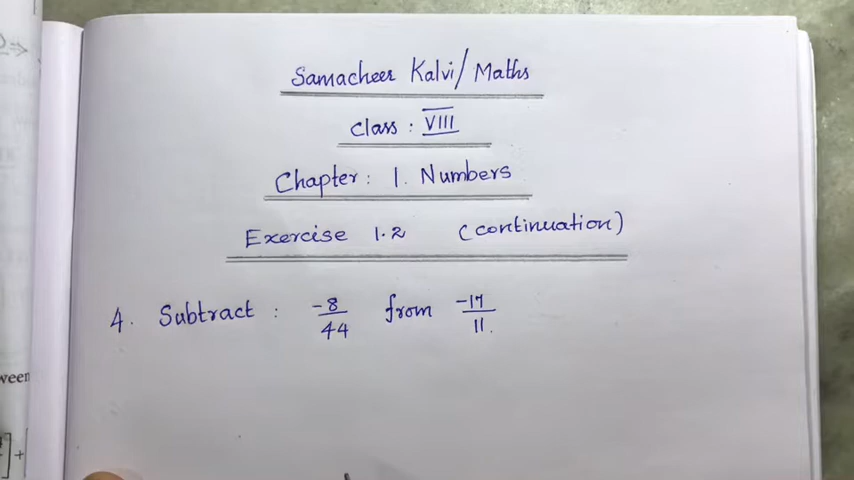 Samacheer Kalvi/Maths
Class : VIII
Chapter: 1. Numbers
Exercise 1.2 (continuation)
4. Subtract : -8/44 from -17/11.
ween
]+